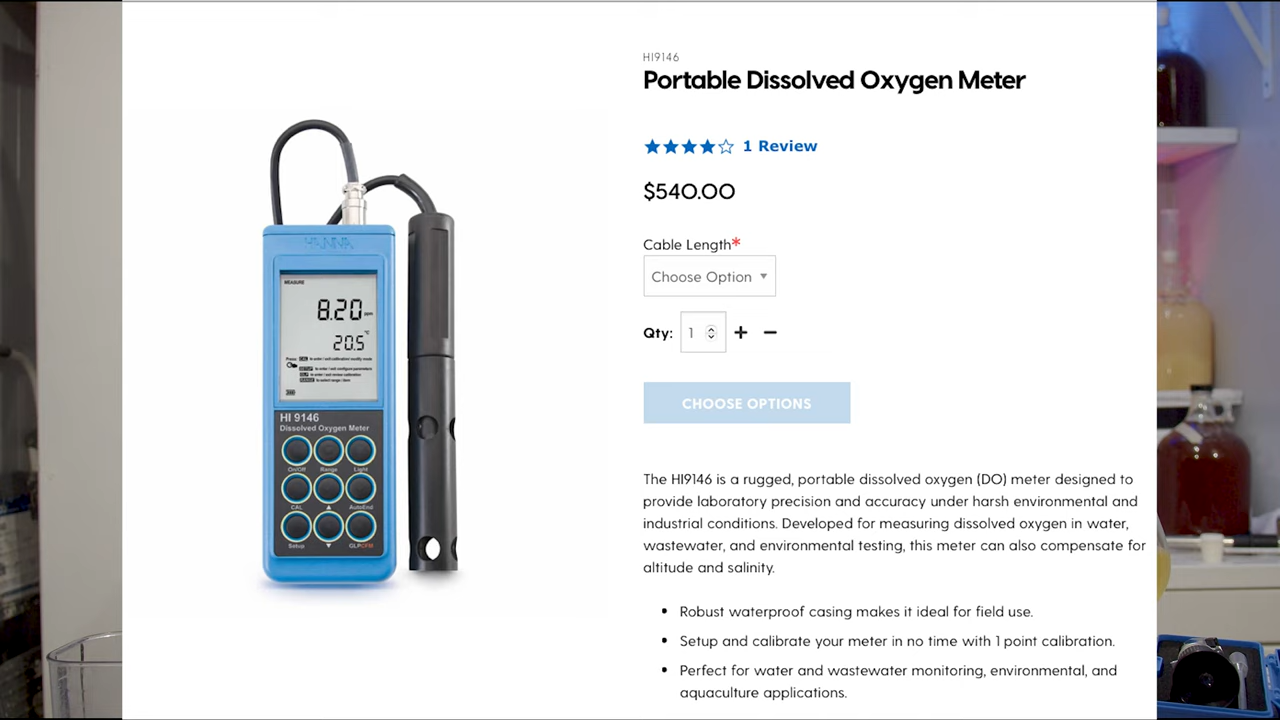 HI9146
Portable Dissolved Oxygen Meter
1 Review
$540.00
Cable Length*
Choose Option
Qty: 1 + −
CHOOSE OPTIONS
The HI9146 is a rugged, portable dissolved oxygen (DO) meter designed to
provide laboratory precision and accuracy under harsh environmental and
industrial conditions. Developed for measuring dissolved oxygen in water,
wastewater, and environmental testing, this meter can also compensate for
altitude and salinity.
• Robust waterproof casing makes it ideal for field use.
• Setup and calibrate your meter in no time with 1 point calibration.
• Perfect for water and wastewater monitoring, environmental, and
aquaculture applications.
HANNA
MEASURE
8.20 ppm
20.5 °C
HI 9146
Dissolved Oxygen Meter
On/Off Range Light
CAL ▲ AutoEnd
Setup ▼ GLPCFM